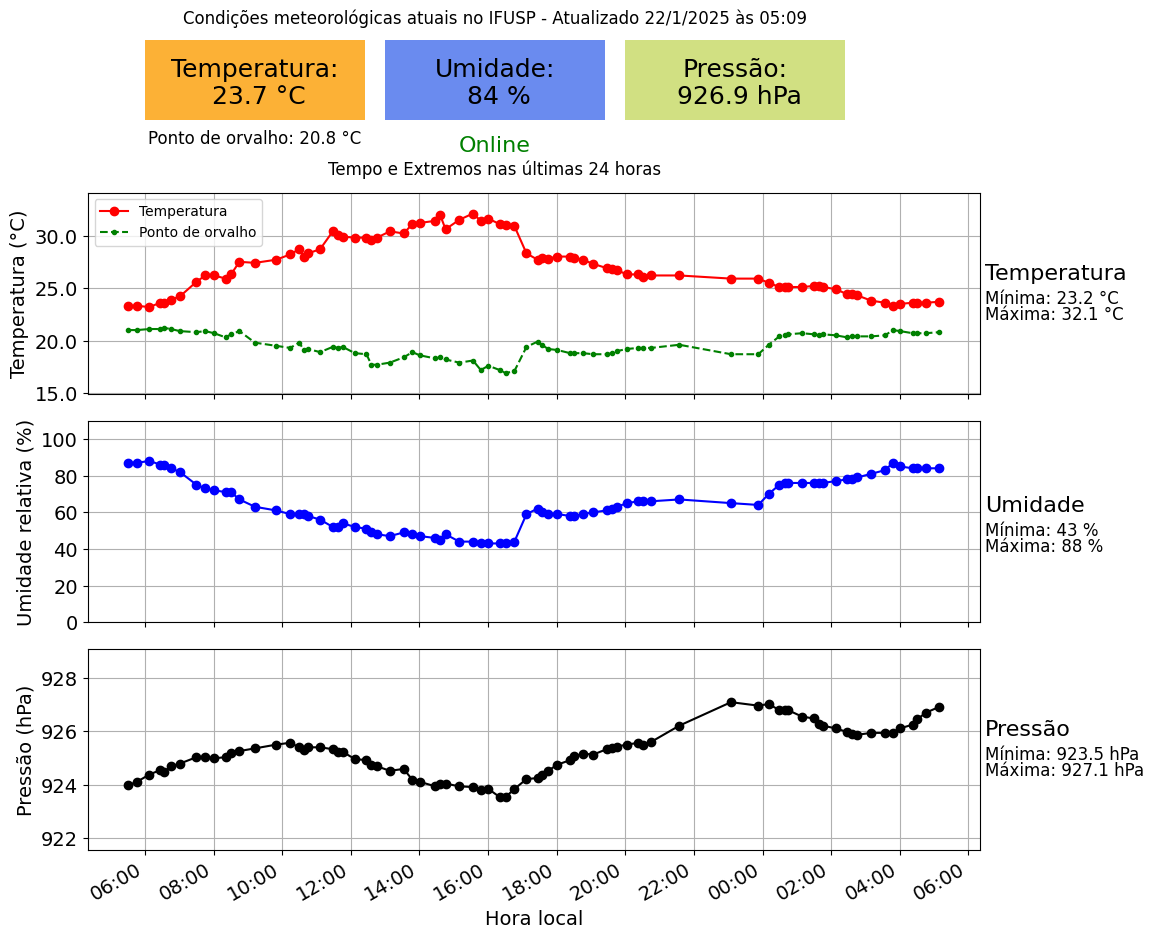 Condições meteorológicas atuais no IFUSP - Atualizado 22/1/2025 às 05:09
Temperatura:
23.7 °C
Umidade:
84 %
Pressão:
926.9 hPa
Ponto de orvalho: 20.8 °C
Online
Tempo e Extremos nas últimas 24 horas
Temperatura (°C)
30.0
25.0
20.0
15.0
Temperatura
Ponto de orvalho
Temperatura
Mínima: 23.2 °C
Máxima: 32.1 °C
Umidade relativa (%)
100
80
60
40
20
0
Umidade
Mínima: 43 %
Máxima: 88 %
Pressão (hPa)
928
926
924
922
Pressão
Mínima: 923.5 hPa
Máxima: 927.1 hPa
06:00
08:00
10:00
12:00
14:00
16:00
18:00
20:00
22:00
00:00
02:00
04:00
06:00
Hora local